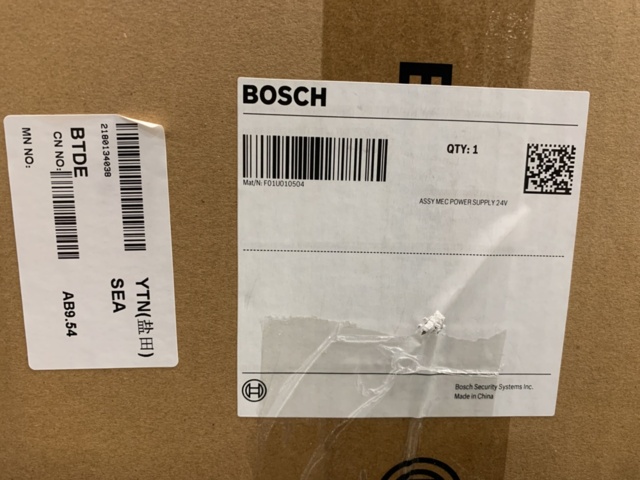 BOSCH
QTY: 1
Mat/N: F01U010504
ASSY MEC POWER SUPPLY 24V
Bosch Security Systems Inc.
Made in China
2180134038
BTDE
CN NO:
MN NO:
YTN(盐田)
SEA
AB9.54